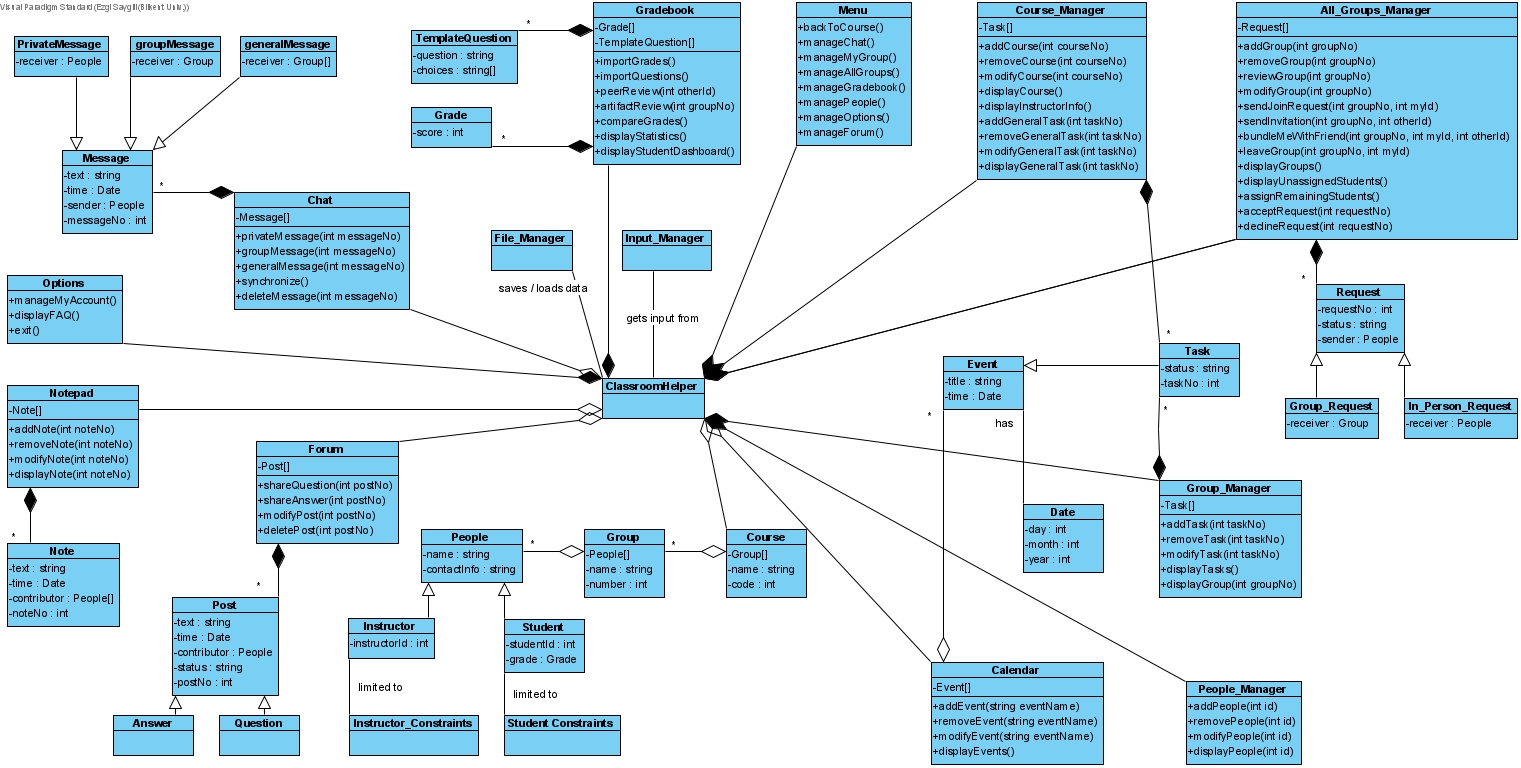 Visual Paradigm Standard (Ezgi Saygili(Bilkent Univ.))
PrivateMessage
-receiver : People
groupMessage
-receiver : Group
generalMessage
-receiver : Group[]
TemplateQuestion
-question : string
-choices : string[]
*
Grade
-score : int
*
Gradebook
-Grade[]
-TemplateQuestion[]
+importGrades()
+importQuestions()
+peerReview(int otherId)
+artifactReview(int groupNo)
+compareGrades()
+displayStatistics()
+displayStudentDashboard()
Menu
+backToCourse()
+manageChat()
+manageMyGroup()
+manageAllGroups()
+manageGradebook()
+managePeople()
+manageOptions()
+manageForum()
Course_Manager
-Task[]
+addCourse(int courseNo)
+removeCourse(int courseNo)
+modifyCourse(int courseNo)
+displayCourse()
+displayInstructorInfo()
+addGeneralTask(int taskNo)
+removeGeneralTask(int taskNo)
+modifyGeneralTask(int taskNo)
+displayGeneralTask(int taskNo)
All_Groups_Manager
-Request[]
+addGroup(int groupNo)
+removeGroup(int groupNo)
+reviewGroup(int groupNo)
+modifyGroup(int groupNo)
+sendJoinRequest(int groupNo, int myId)
+sendInvitation(int groupNo, int otherId)
+bundleMeWithFriend(int groupNo, int myId, int otherId)
+leaveGroup(int groupNo, int myId)
+displayGroups()
+displayUnassignedStudents()
+assignRemainingStudents()
+acceptRequest(int requestNo)
+declineRequest(int requestNo)
Message
-text : string
-time : Date
-sender : People
-messageNo : int
*
Chat
-Message[]
+privateMessage(int messageNo)
+groupMessage(int messageNo)
+generalMessage(int messageNo)
+synchronize()
+deleteMessage(int messageNo)
File_Manager
saves / loads data
Input_Manager
gets input from
Options
+manageMyAccount()
+displayFAQ()
+exit()
*
Request
-requestNo : int
-status : string
-sender : People
Group_Request
-receiver : Group
In_Person_Request
-receiver : People
*
Task
-status : string
-taskNo : int
*
Event
-title : string
-time : Date
*
has
ClassroomHelper
Notepad
-Note[]
+addNote(int noteNo)
+removeNote(int noteNo)
+modifyNote(int noteNo)
+displayNote(int noteNo)
*
Note
-text : string
-time : Date
-contributor : People[]
-noteNo : int
Forum
-Post[]
+shareQuestion(int postNo)
+shareAnswer(int postNo)
+modifyPost(int postNo)
+deletePost(int postNo)
*
Post
-text : string
-time : Date
-contributor : People
-status : string
-postNo : int
Answer
Question
People
-name : string
-contactInfo : string
*
Group
-People[]
-name : string
-number : int
*
Course
-Group[]
-name : string
-code : int
Date
-day : int
-month : int
-year : int
Group_Manager
-Task[]
+addTask(int taskNo)
+removeTask(int taskNo)
+modifyTask(int taskNo)
+displayTasks()
+displayGroup(int groupNo)
Instructor
-instructorId : int
limited to
Instructor_Constraints
Student
-studentId : int
-grade : Grade
limited to
Student Constraints
Calendar
-Event[]
+addEvent(string eventName)
+removeEvent(string eventName)
+modifyEvent(string eventName)
+displayEvents()
People_Manager
+addPeople(int id)
+removePeople(int id)
+modifyPeople(int id)
+displayPeople(int id)